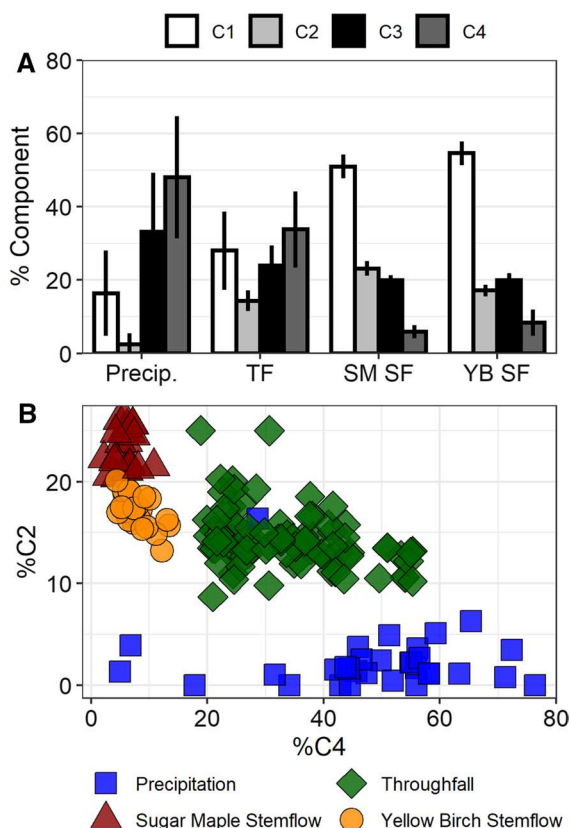 C1 C2 C3 C4
A
80
60
40
20
0
% Component
Precip. TF SM SF YB SF
B
20
10
0
%C2
0 20 40 60 80
%C4
Precipitation Throughfall
Sugar Maple Stemflow Yellow Birch Stemflow